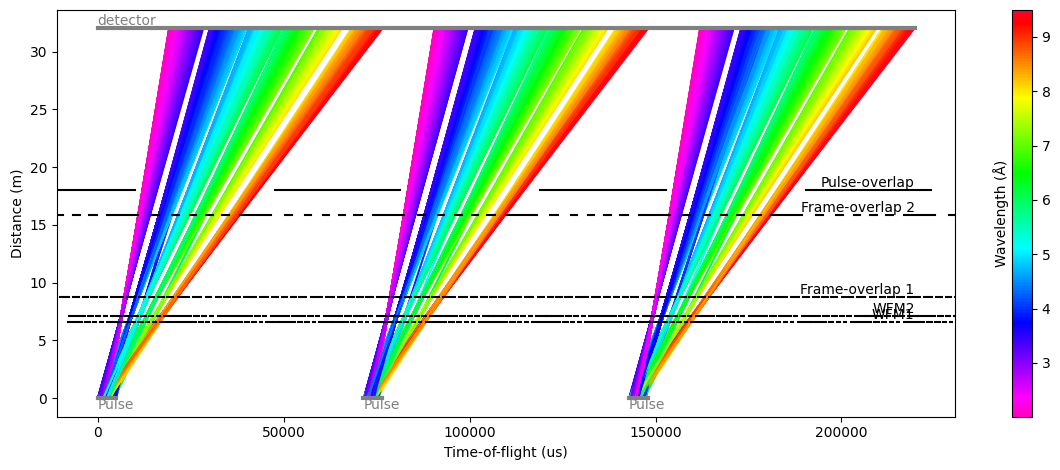 detector
Pulse-overlap
Frame-overlap 2
Frame-overlap 1
WFM2
WFM1
Pulse Pulse Pulse
30
25
20
15
10
5
0
Distance (m)
0 50000 100000 150000 200000
Time-of-flight (us)
9
8
7
6
5
4
3
Wavelength (Å)